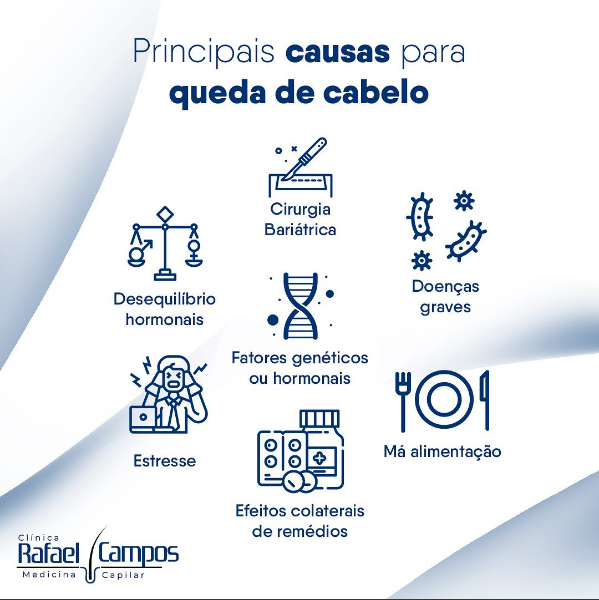 Principais causas para
queda de cabelo
Cirurgia
Bariátrica
Desequilíbrio
hormonais
Doenças
graves
Fatores genéticos
ou hormonais
Estresse
Má alimentação
Efeitos colaterais
de remédios
Clínica
Rafael Campos
Medicina Capilar